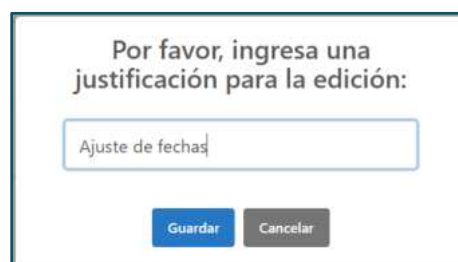 Por favor, ingresa una
justificación para la edición:
Ajuste de fechas
Guardar Cancelar